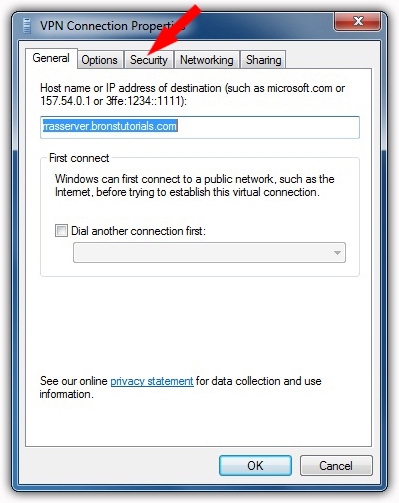 VPN Connection Properties
General
Options
Security
Networking
Sharing
Host name or IP address of destination (such as microsoft.com or
157.54.0.1 or 3ffe:1234::1111):
rrasserver.bronstutorials.com
First connect
Windows can first connect to a public network, such as the
Internet, before trying to establish this virtual connection.
Dial another connection first:
See our online privacy statement for data collection and use
information.
OK
Cancel